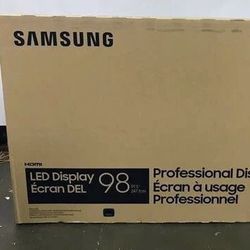 SAMSUNG
HDMI
LED Display
Écran DEL
98
Professional Dis
Écran à usage
Professionnel